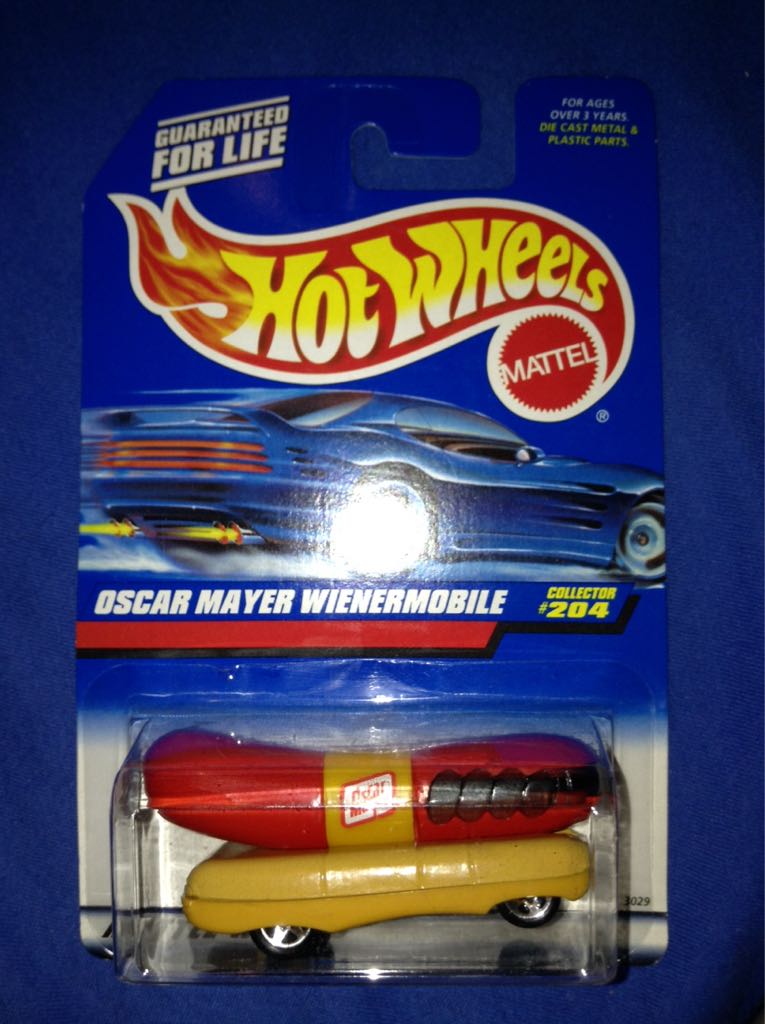 GUARANTEED
FOR LIFE
FOR AGES
OVER 3 YEARS.
DIE CAST METAL &
PLASTIC PARTS.
HOT WHEELS
MATTEL
®
OSCAR MAYER WIENERMOBILE
COLLECTOR
#204
Oscar
3029